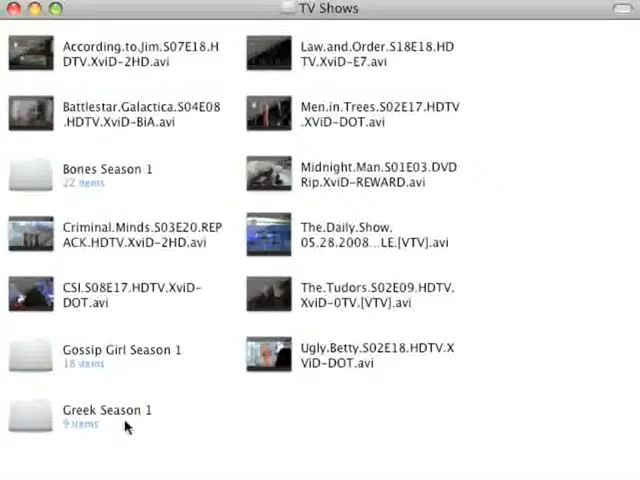 TV Shows
According.to.Jim.S07E18.H
DTV.XviD-2HD.avi
Battlestar.Galactica.S04E08
.HDTV.XviD-BiA.avi
Bones Season 1
22 items
Criminal.Minds.S03E20.REP
ACK.HDTV.XviD-2HD.avi
CSI.S08E17.HDTV.XviD-
DOT.avi
Gossip Girl Season 1
18 items
Greek Season 1
9 items
Law.and.Order.S18E18.HD
TV.XviD-E7.avi
Men.in.Trees.S02E17.HDTV
.XViD-DOT.avi
Midnight.Man.S01E03.DVD
Rip.XviD-REWARD.avi
The.Daily.Show.
05.28.2008...LE.[VTV].avi
The.Tudors.S02E09.HDTV.
XviD-0TV.[VTV].avi
Ugly.Betty.S02E18.HDTV.X
ViD-DOT.avi